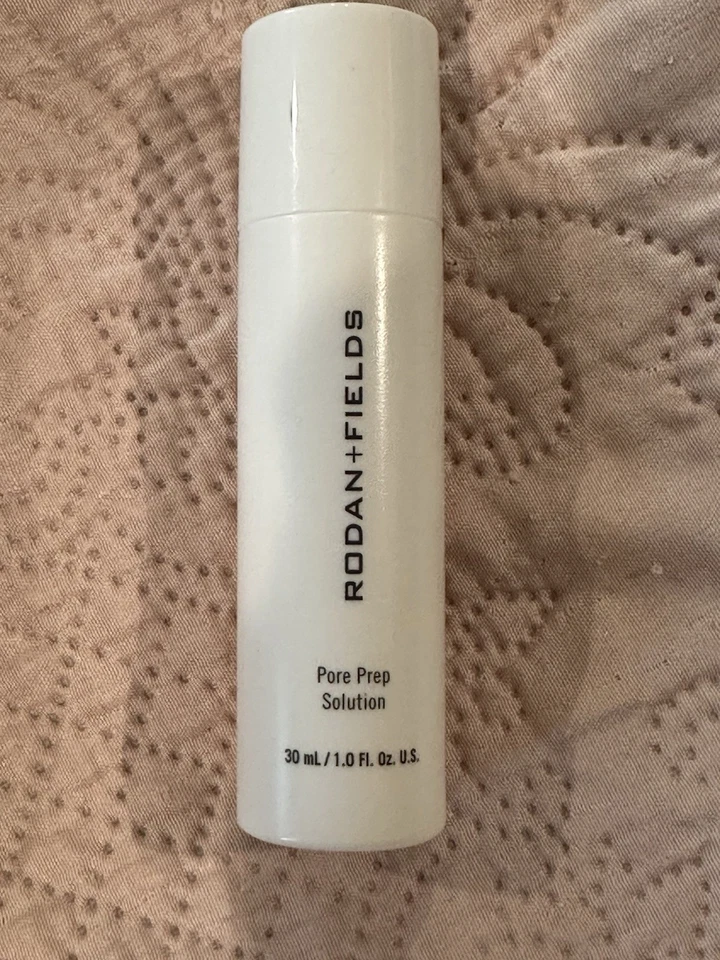 RODAN+FIELDS
Pore Prep
Solution
30 mL / 1.0 Fl. Oz. U.S.